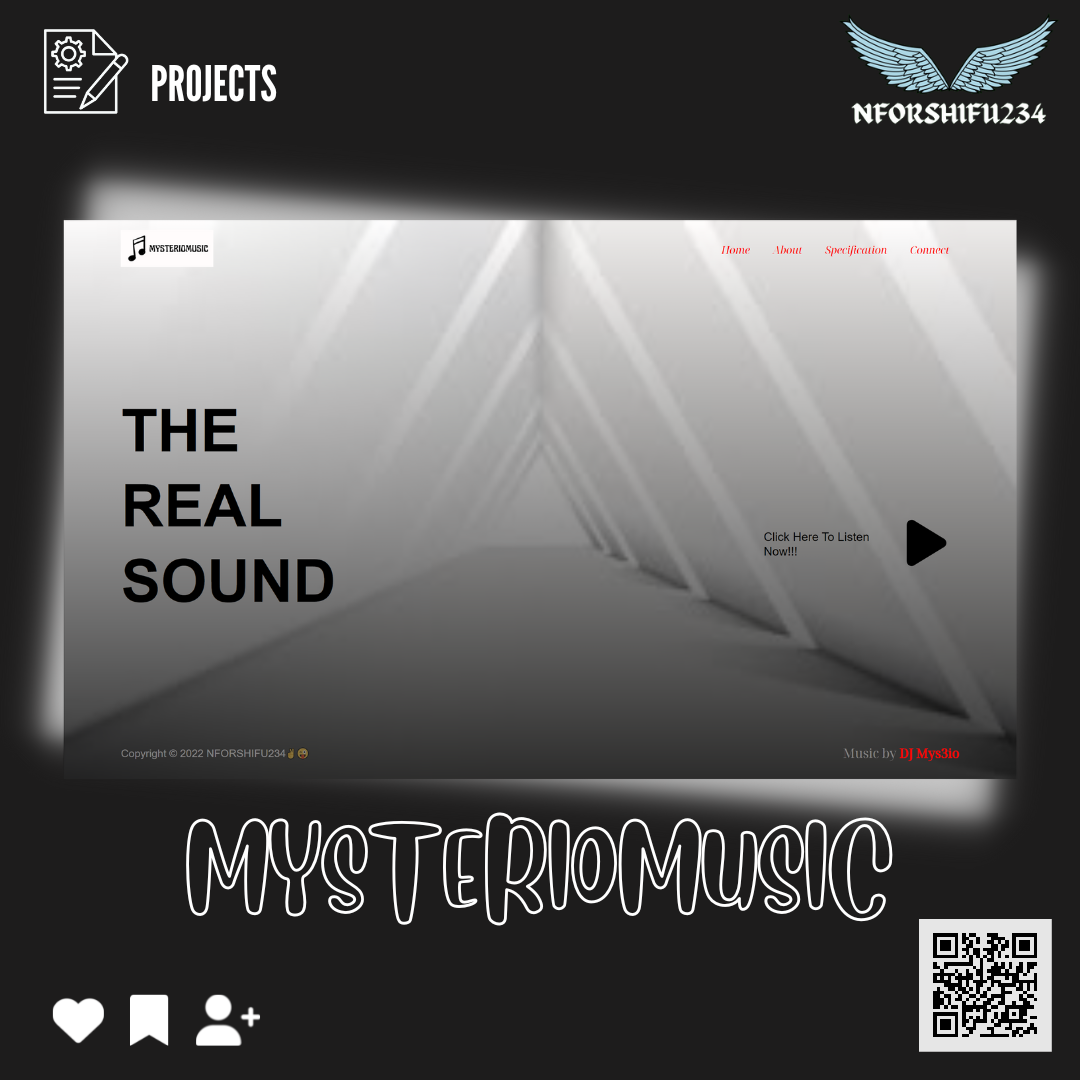 PROJECTS
NFORSHIFU234
MYSTERIOMUSIC
Home About Specification Connect
THE
REAL
SOUND
Click Here To Listen
Now!!!
Copyright © 2022 NFORSHIFU234✌😀
Music by DJ Mys3io
MYSTERIOMUSIC